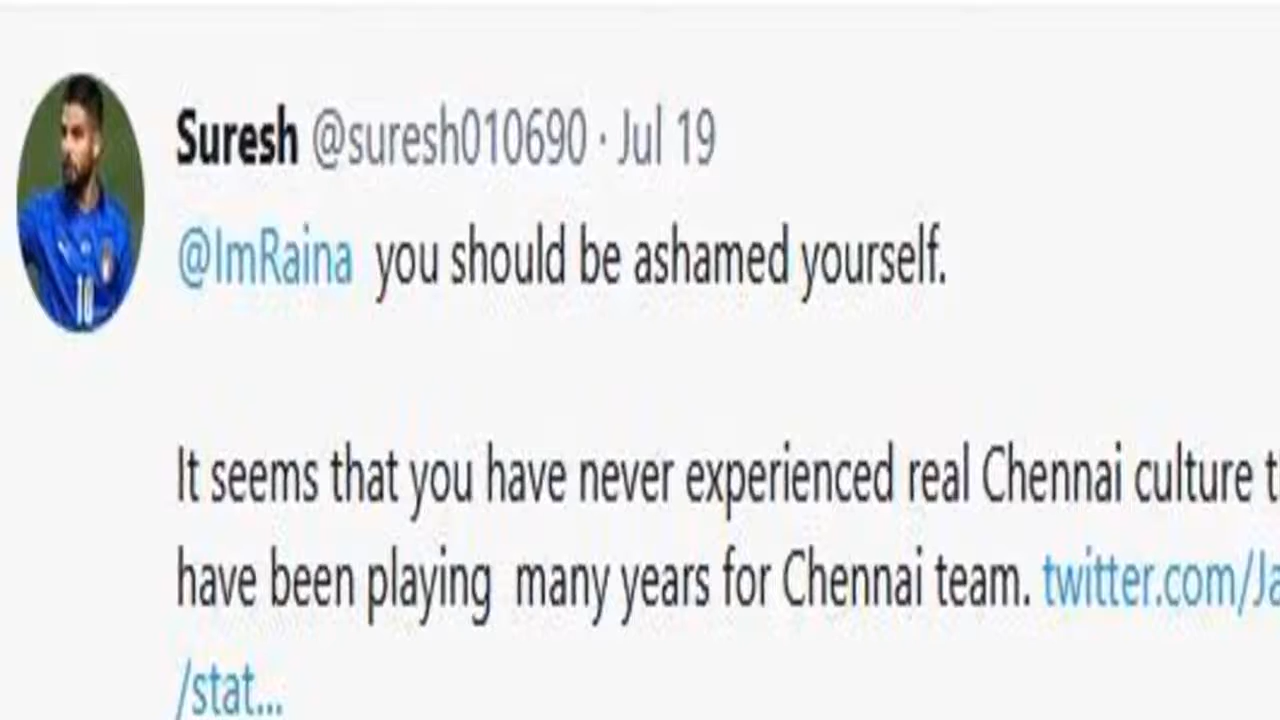 Suresh @suresh010690 · Jul 19
@ImRaina you should be ashamed yourself.
It seems that you have never experienced real Chennai culture
have been playing many years for Chennai team. twitter.com/Ja
/stat...
10